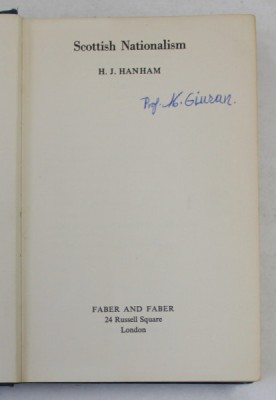 Scottish Nationalism
H. J. HANHAM
Prof. K. Giuran.
FABER AND FABER
24 Russell Square
London